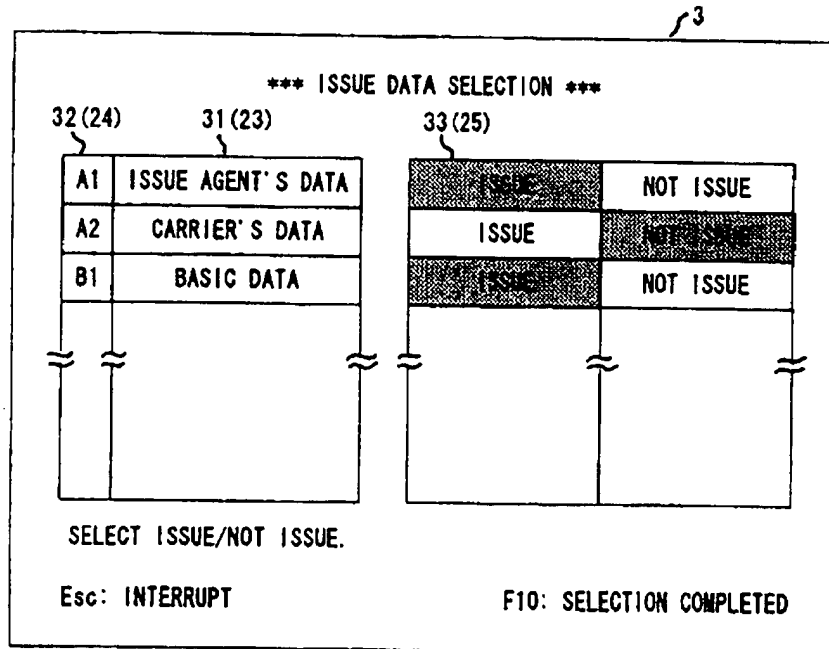 3
*** ISSUE DATA SELECTION ***
32(24) 31(23) 33(25)
A1 ISSUE AGENT'S DATA ISSUE NOT ISSUE
A2 CARRIER'S DATA ISSUE NOT ISSUE
B1 BASIC DATA ISSUE NOT ISSUE
SELECT ISSUE/NOT ISSUE.
Esc: INTERRUPT F10: SELECTION COMPLETED